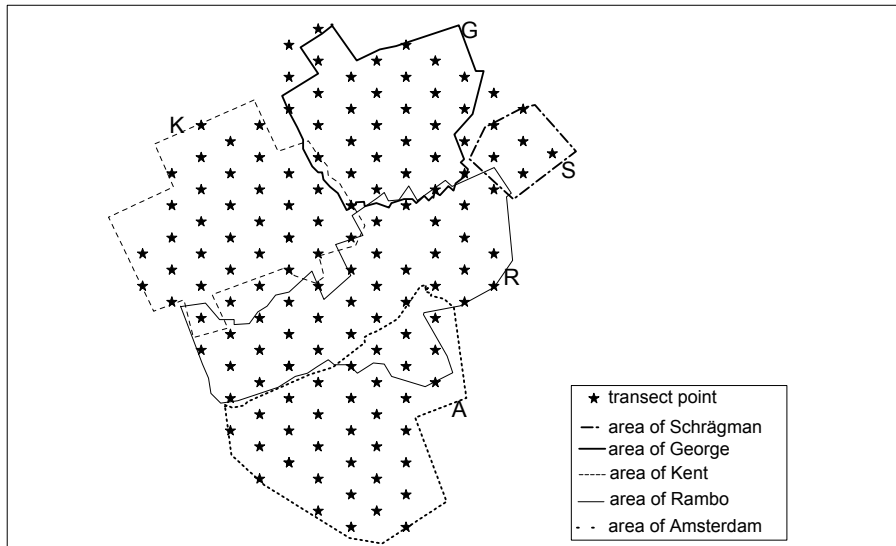 G
K
S
R
A
transect point
area of Schrägman
area of George
area of Kent
area of Rambo
area of Amsterdam